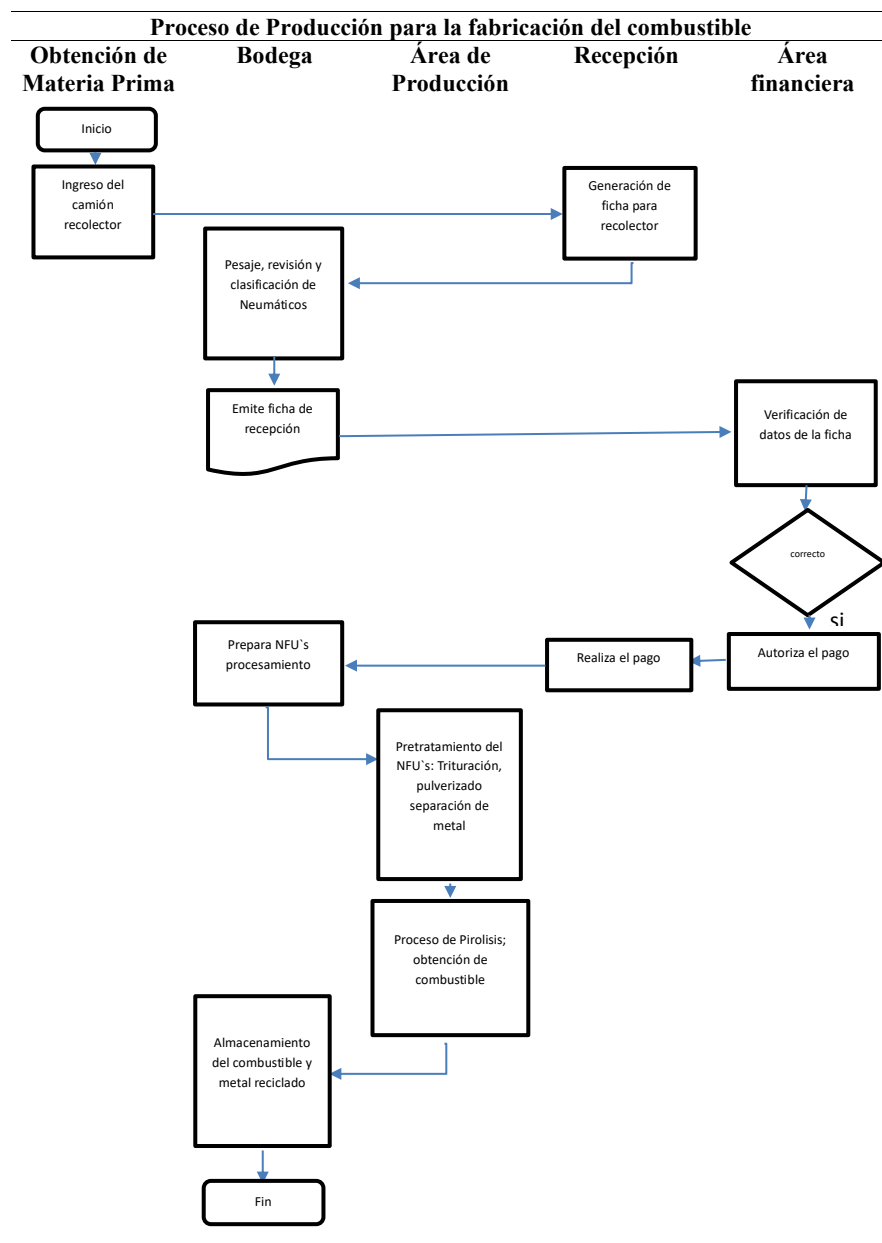 Proceso de Producción para la fabricación del combustible
Obtención de
Materia Prima
Bodega
Área de
Producción
Recepción
Área
financiera
Inicio
Ingreso del
camión
recolector
Generación de
ficha para
recolector
Pesaje, revisión y
clasificación de
Neumáticos
Emite ficha de
recepción
Verificación de
datos de la ficha
correcto
si
Autoriza el pago
Realiza el pago
Prepara NFU`s
procesamiento
Pretratamiento del
NFU`s: Trituración,
pulverizado
separación de
metal
Proceso de Pirolisis;
obtención de
combustible
Almacenamiento
del combustible y
metal reciclado
Fin